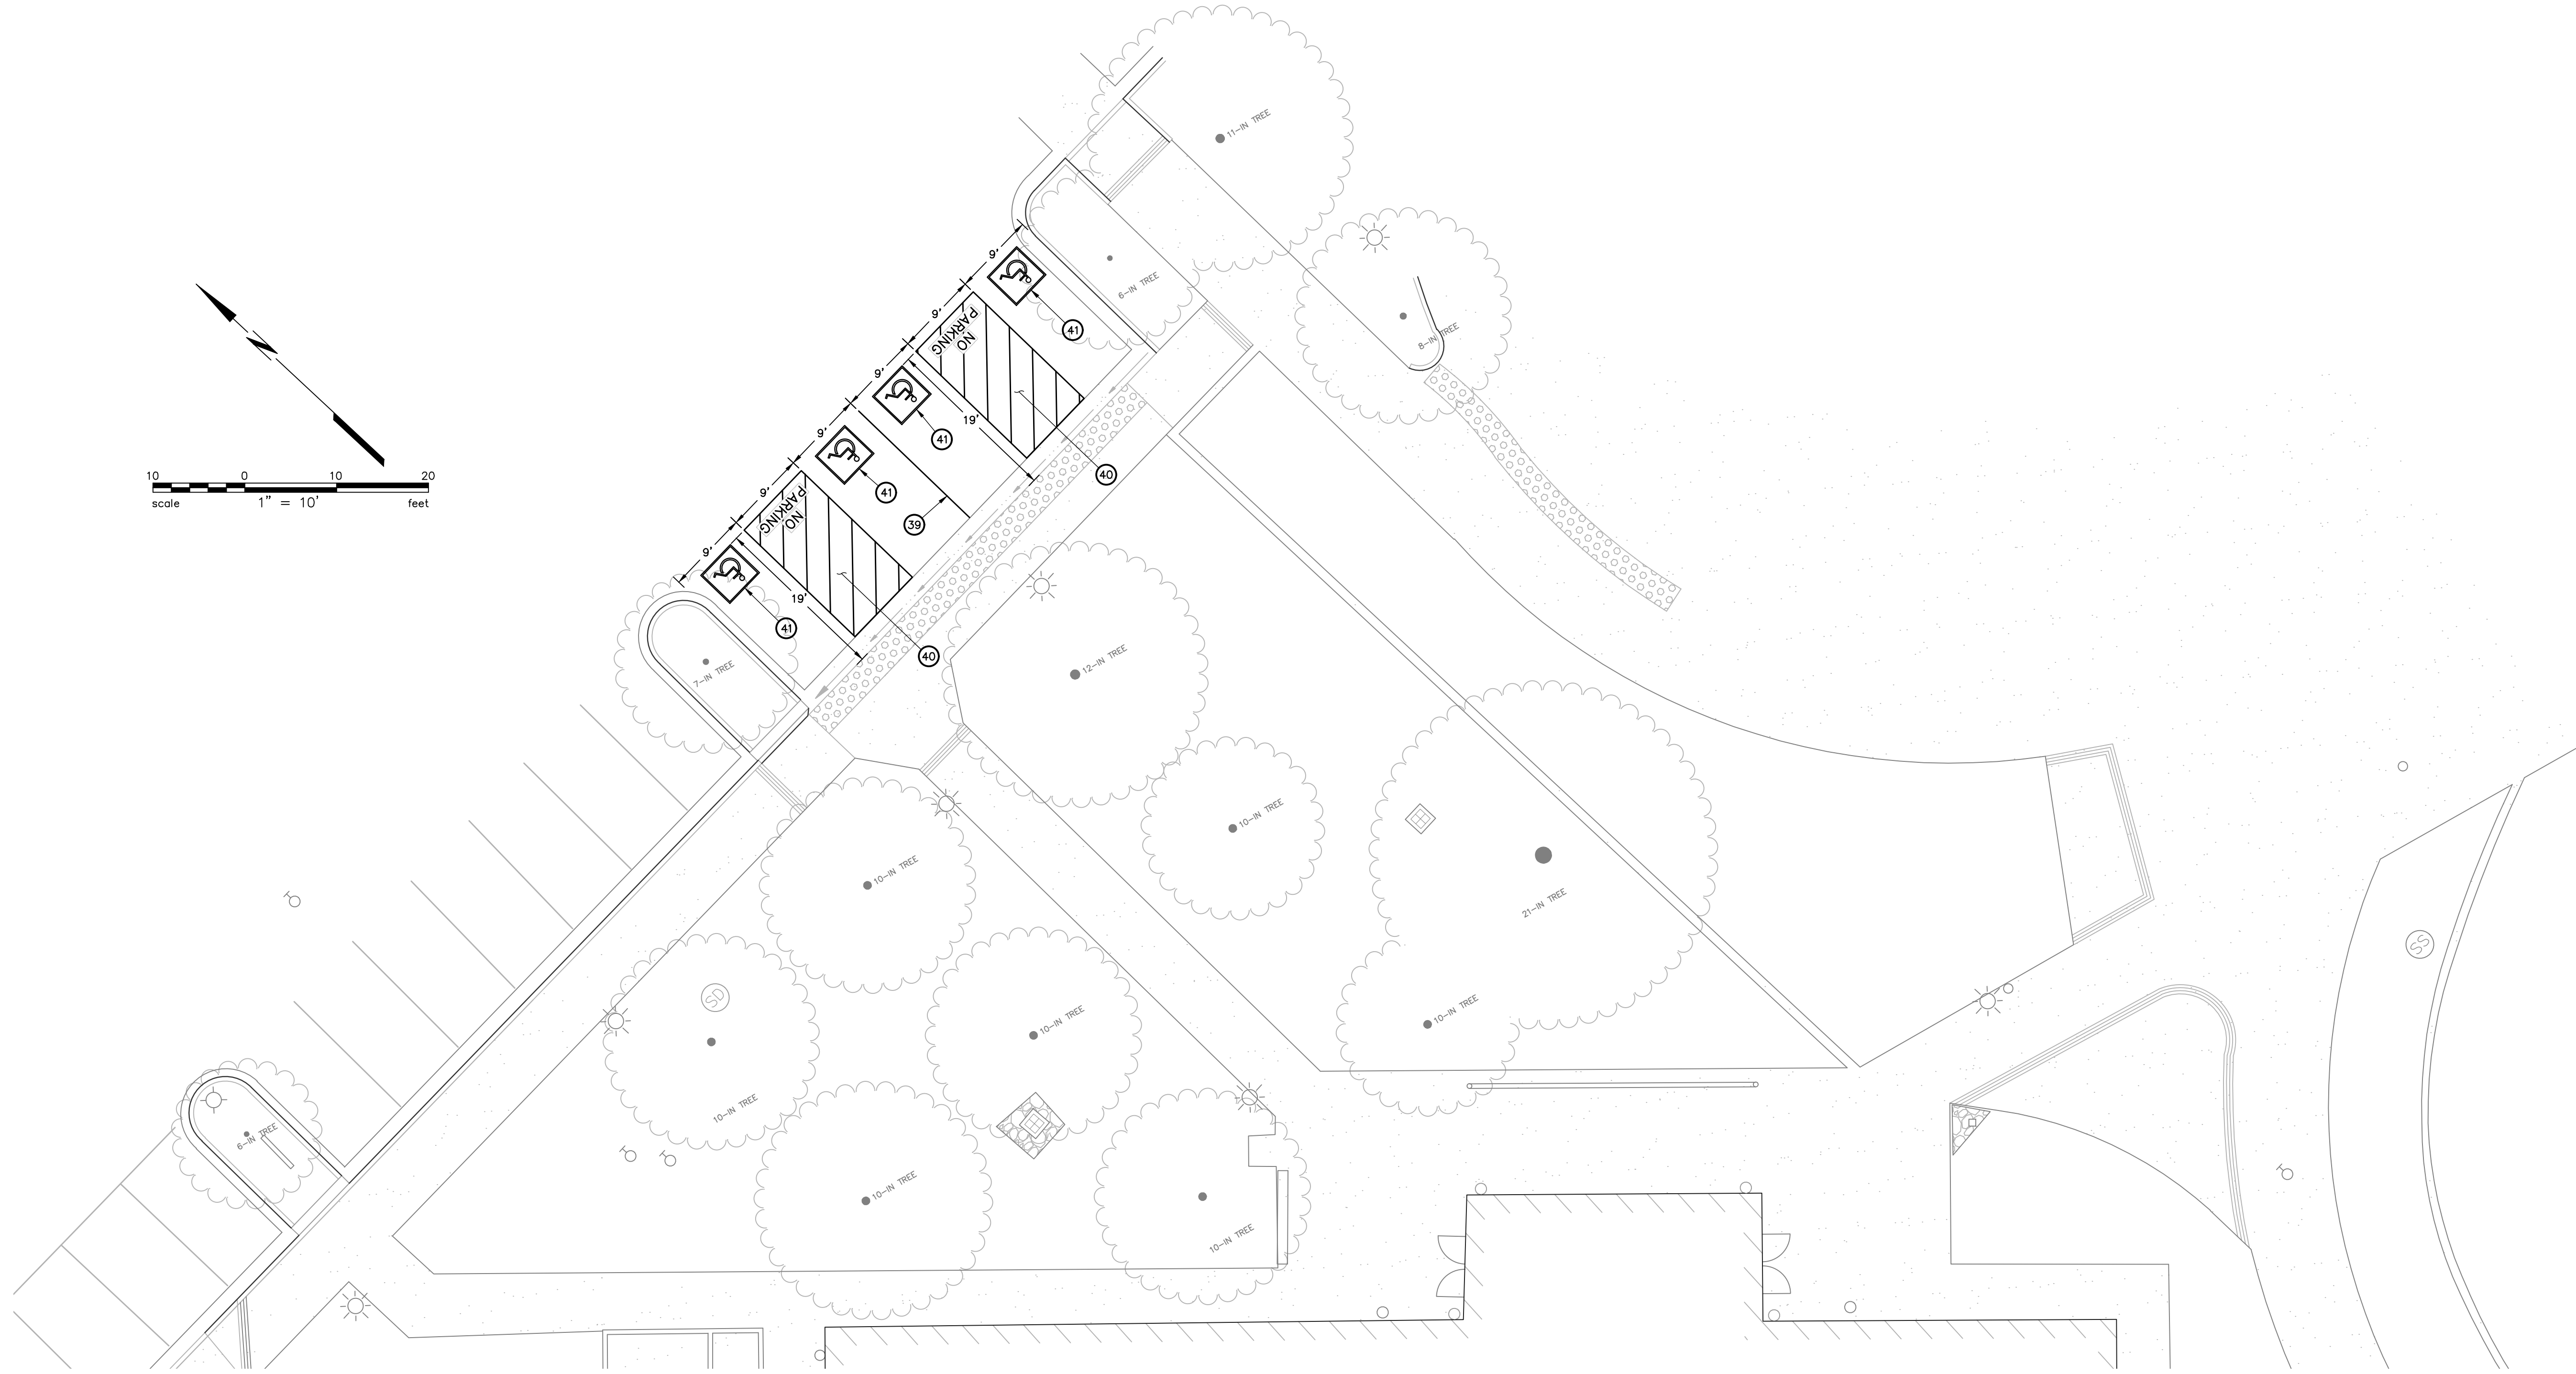 11-IN TREE
6-IN TREE
8-IN TREE
9'
41
9'
NO
PARKING
9'
41
19'
40
9'
41
39
9'
NO
PARKING
9'
41
19'
40
10 0 10 20
scale 1" = 10' feet
7-IN TREE
12-IN TREE
10-IN TREE
10-IN TREE
21-IN TREE
SS
SD
10-IN TREE
10-IN TREE
10-IN TREE
6-IN TREE
10-IN TREE
10-IN TREE
N